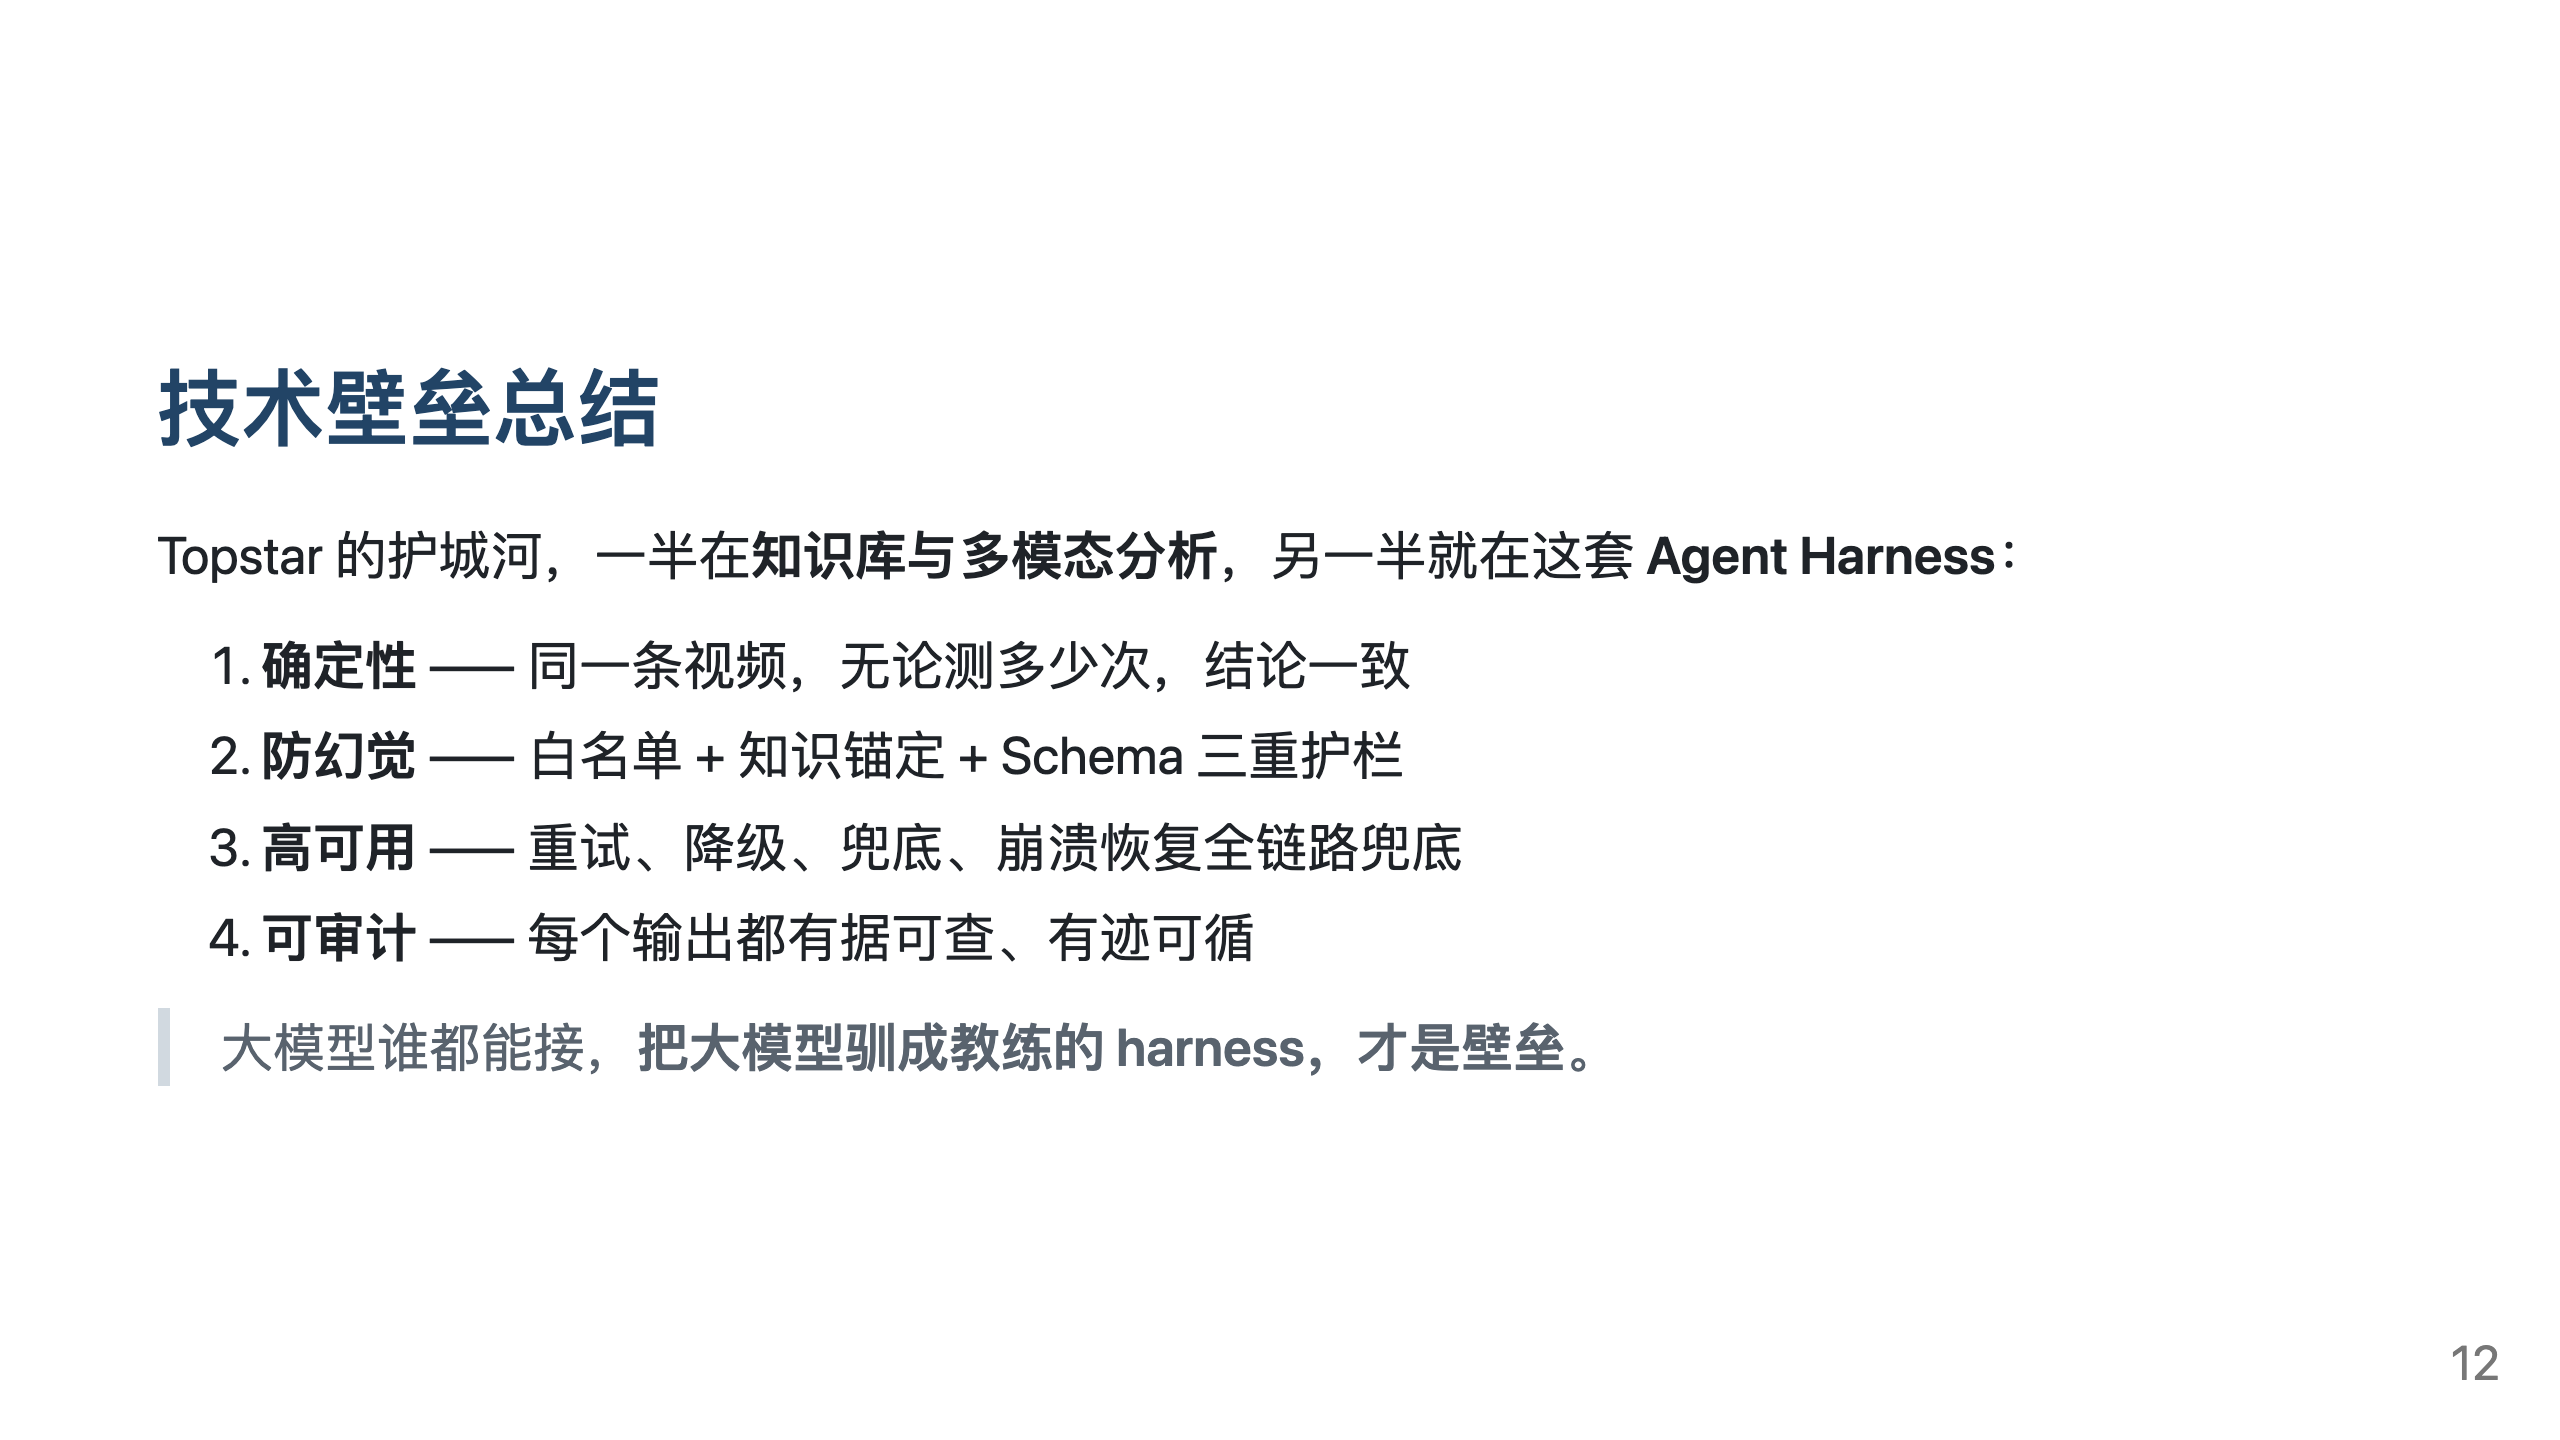 技术壁垒总结
Topstar 的护城河，一半在知识库与多模态分析，另一半就在这套 Agent Harness：
1. 确定性 —— 同一条视频，无论测多少次，结论一致
2. 防幻觉 —— 白名单 + 知识锚定 + Schema 三重护栏
3. 高可用 —— 重试、降级、兜底、崩溃恢复全链路兜底
4. 可审计 —— 每个输出都有据可查、有迹可循
大模型谁都能接，把大模型驯成教练的 harness，才是壁垒。
12